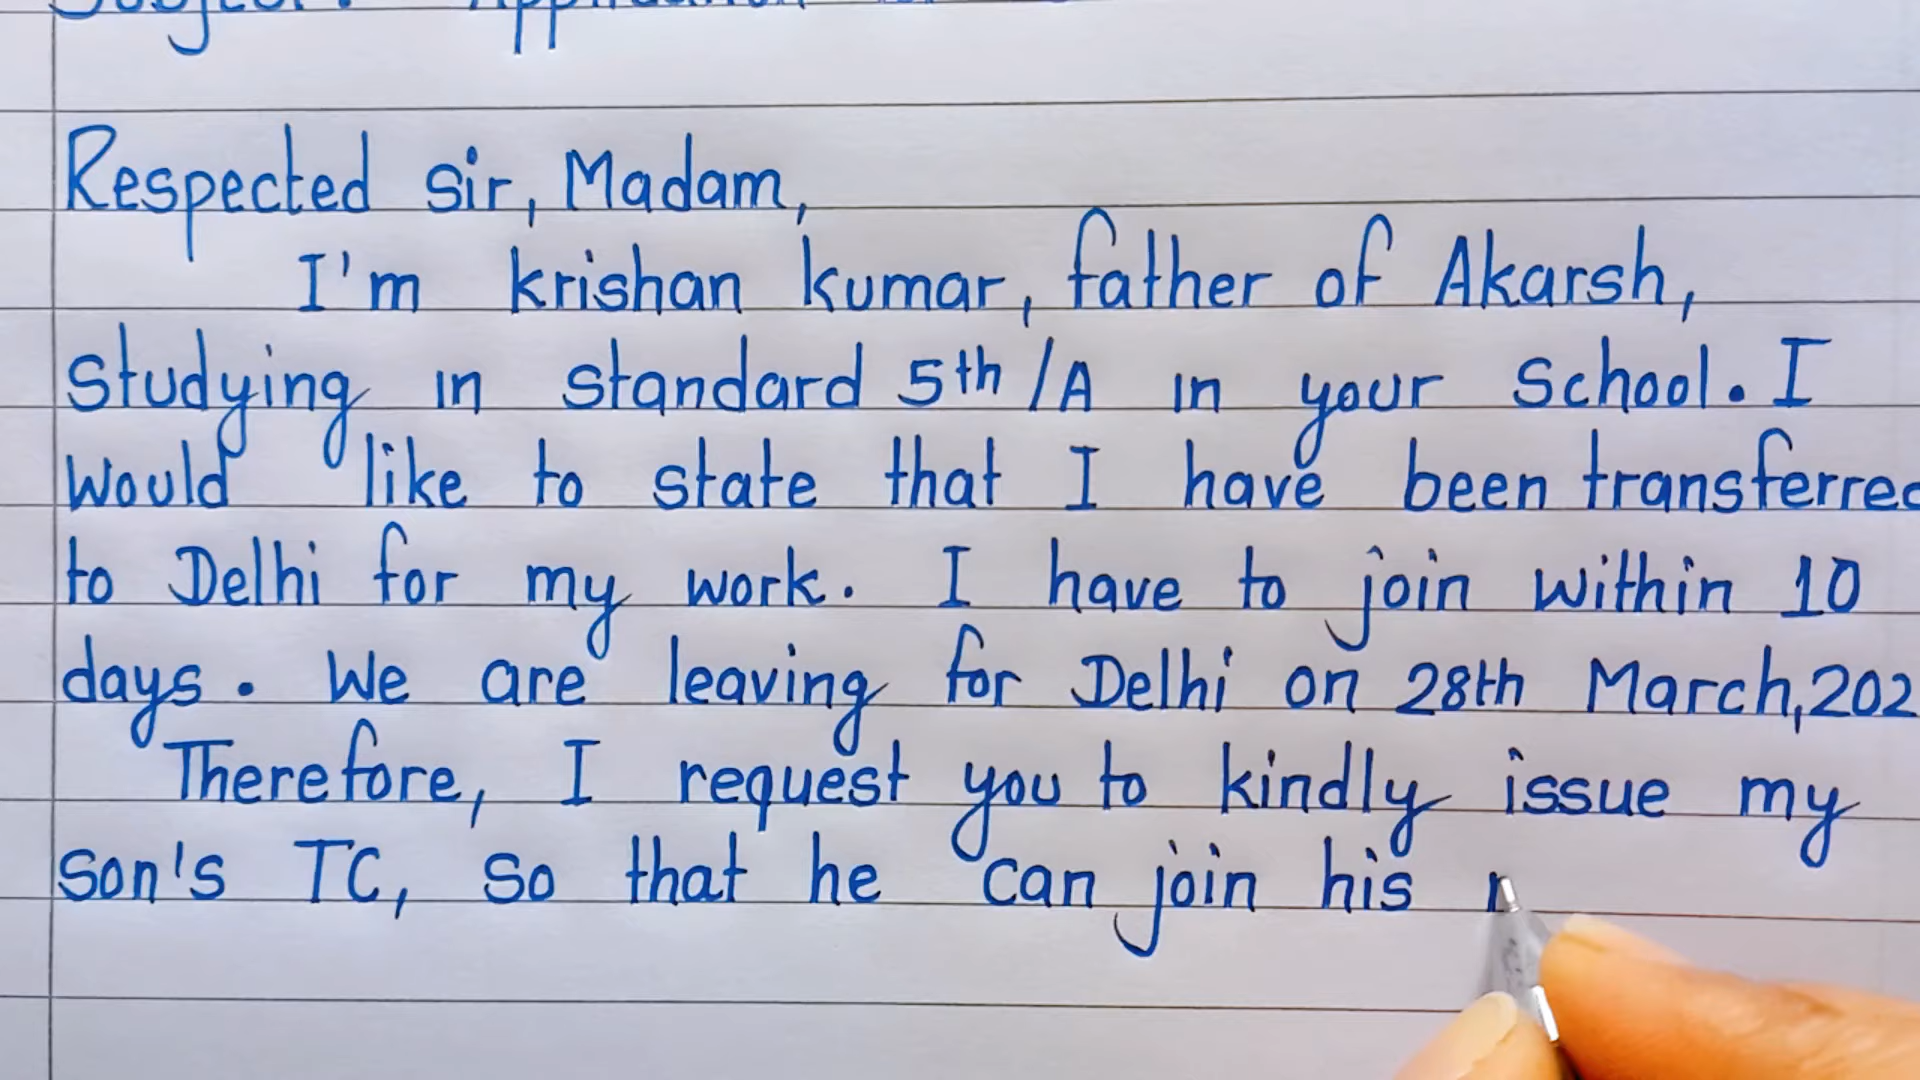 Subject: Application
Respected Sir, Madam,
I'm krishan kumar, father of Akarsh,
studying in standard 5th /A in your School. I
would like to state that I have been transferred
to Delhi for my work. I have to join within 10
days. We are leaving for Delhi on 28th March, 202
Therefore, I request you to kindly issue my
son's TC, so that he can join his